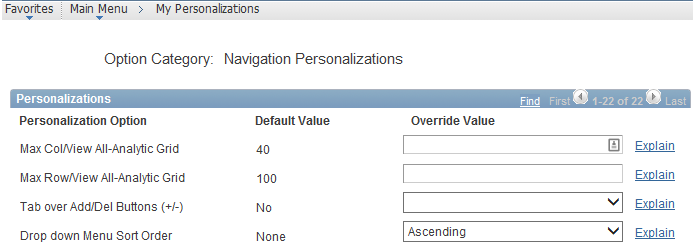 Favorites Main Menu > My Personalizations
Option Category: Navigation Personalizations
Personalizations Find First 1-22 of 22 Last
Personalization Option Default Value Override Value
Max Col/View All-Analytic Grid 40 Explain
Max Row/View All-Analytic Grid 100 Explain
Tab over Add/Del Buttons (+/-) No Explain
Drop down Menu Sort Order None Ascending Explain